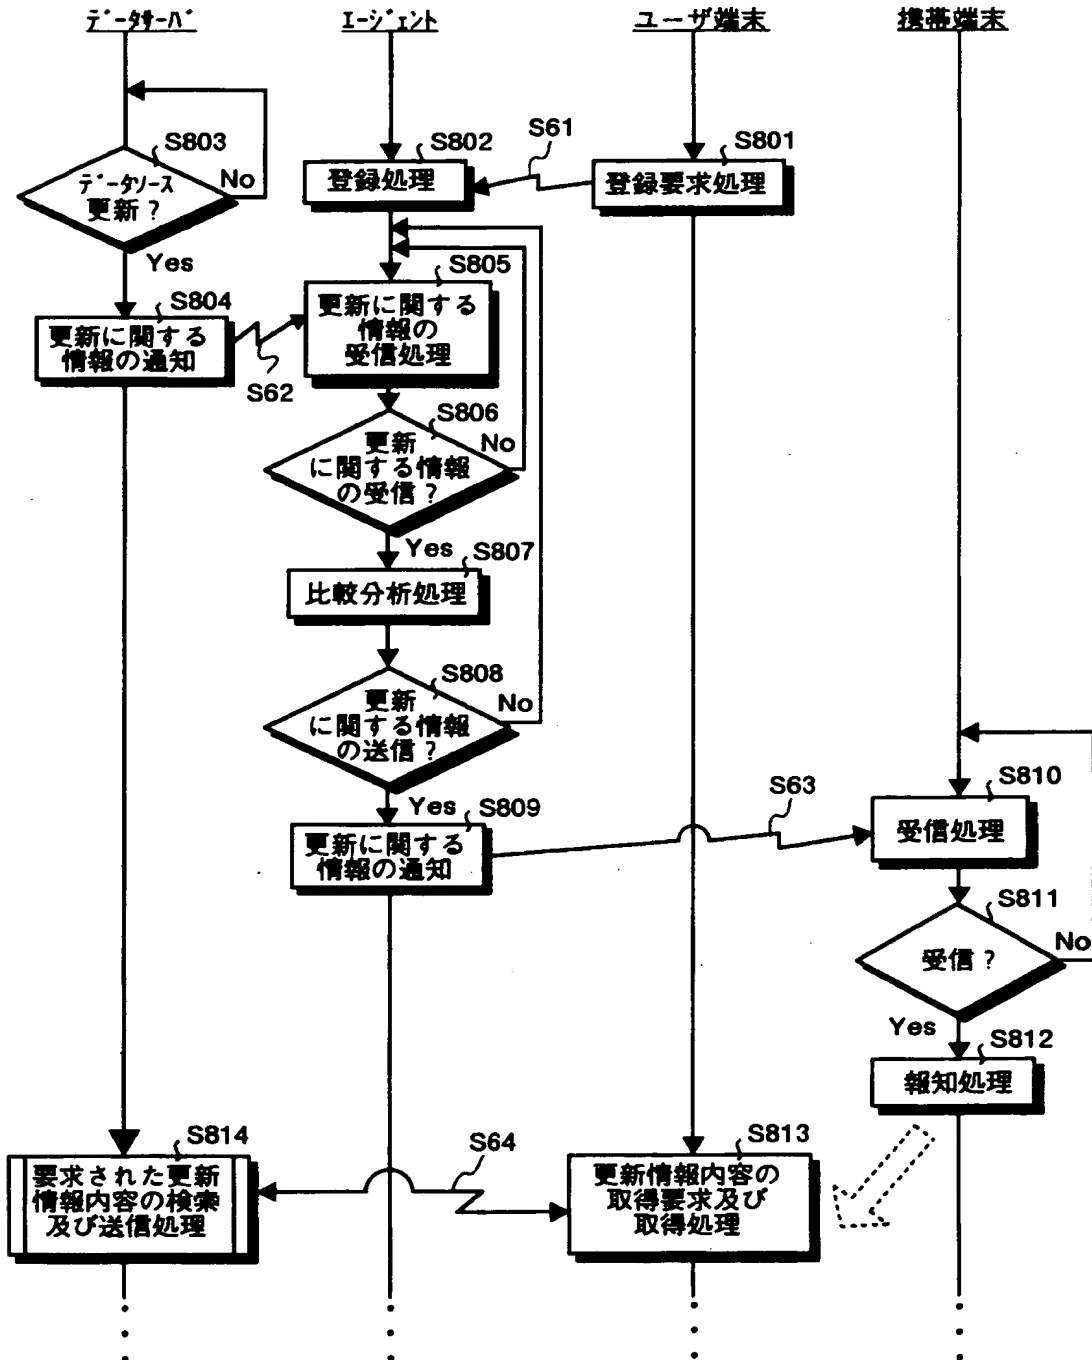 データサーバ
エージェント
ユーザ端末
携帯端末
S803
データソース
更新？
No
Yes
S804
更新に関する
情報の通知
S62
S802
登録処理
S61
S801
登録要求処理
S805
更新に関する
情報の
受信処理
S806
更新
に関する情報
の受信？
No
Yes
S807
比較分析処理
S808
更新
に関する情報
の送信？
No
Yes
S809
更新に関する
情報の通知
S63
S810
受信処理
S811
受信？
No
Yes
S812
報知処理
S814
要求された更新
情報内容の検索
及び送信処理
S64
S813
更新情報内容の
取得要求及び
取得処理